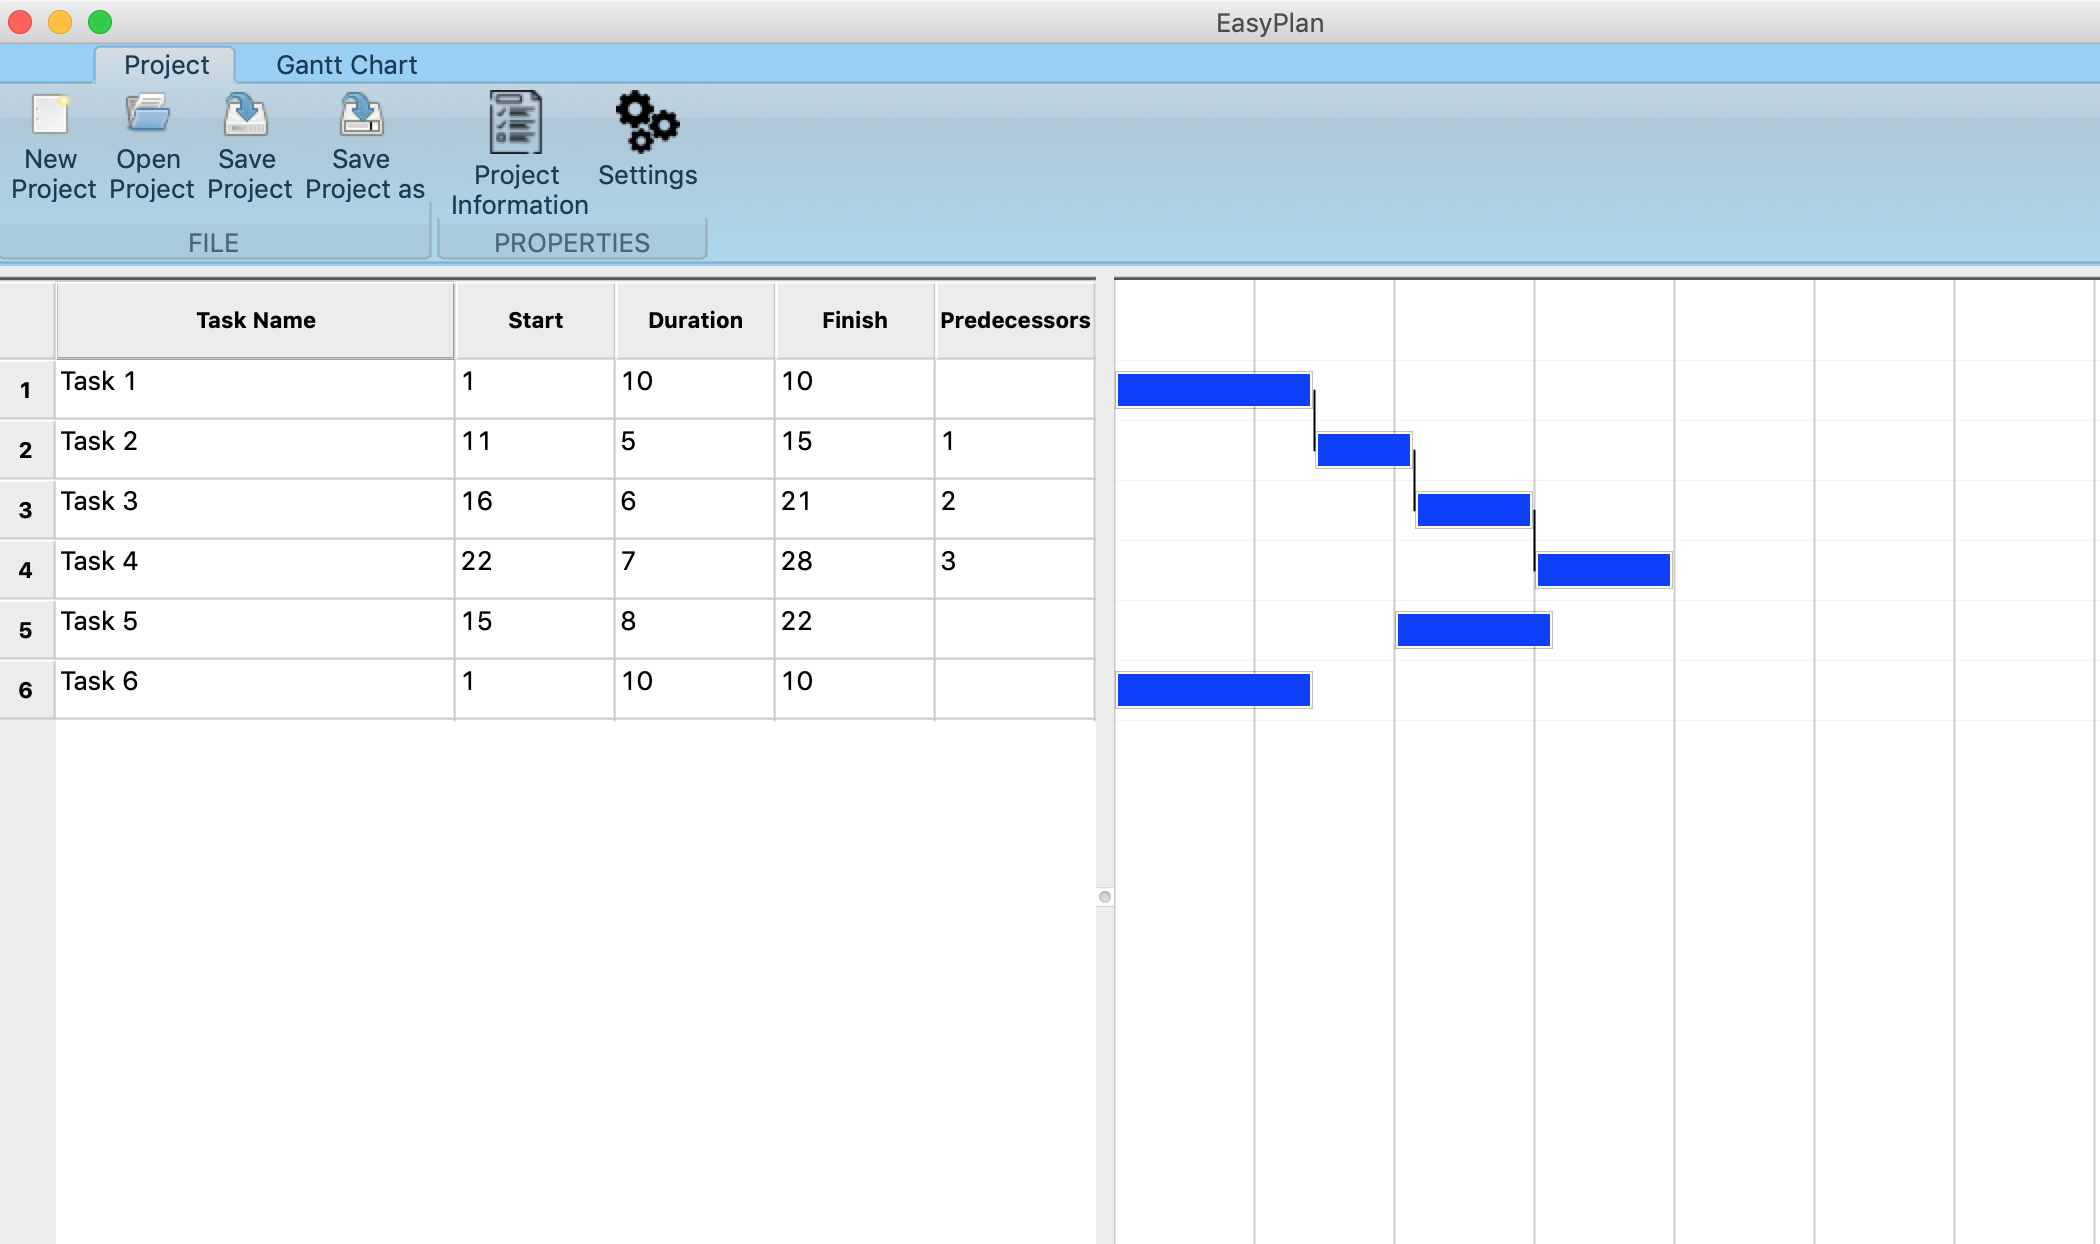 EasyPlan
Project Gantt Chart
New Project Open Project Save Project Save Project as Project Information Settings
FILE PROPERTIES
Task Name Start Duration Finish Predecessors
1 Task 1 1 10 10
2 Task 2 11 5 15 1
3 Task 3 16 6 21 2
4 Task 4 22 7 28 3
5 Task 5 15 8 22
6 Task 6 1 10 10